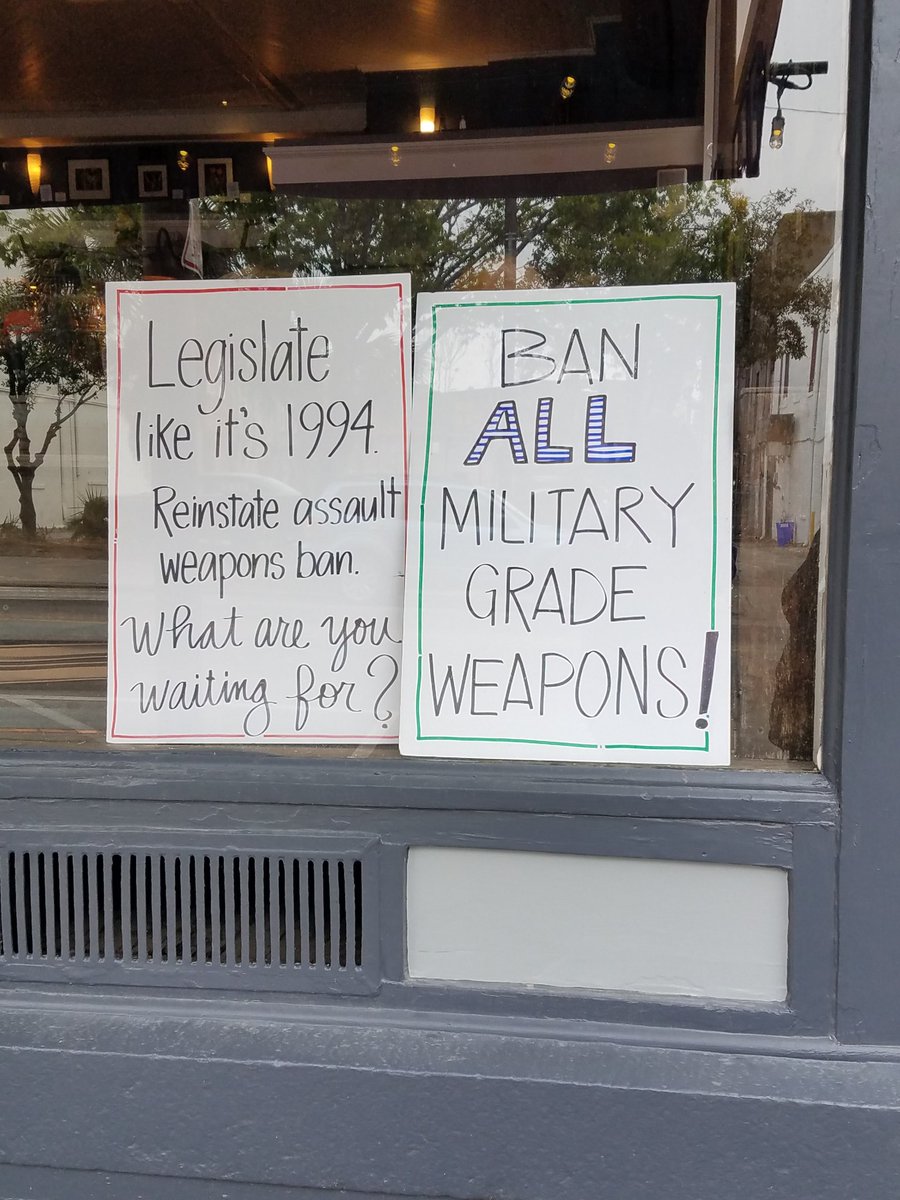 Legislate
like it's 1994.
Reinstate assault
weapons ban.
What are you
waiting for?
BAN
ALL
MILITARY
GRADE
WEAPONS!